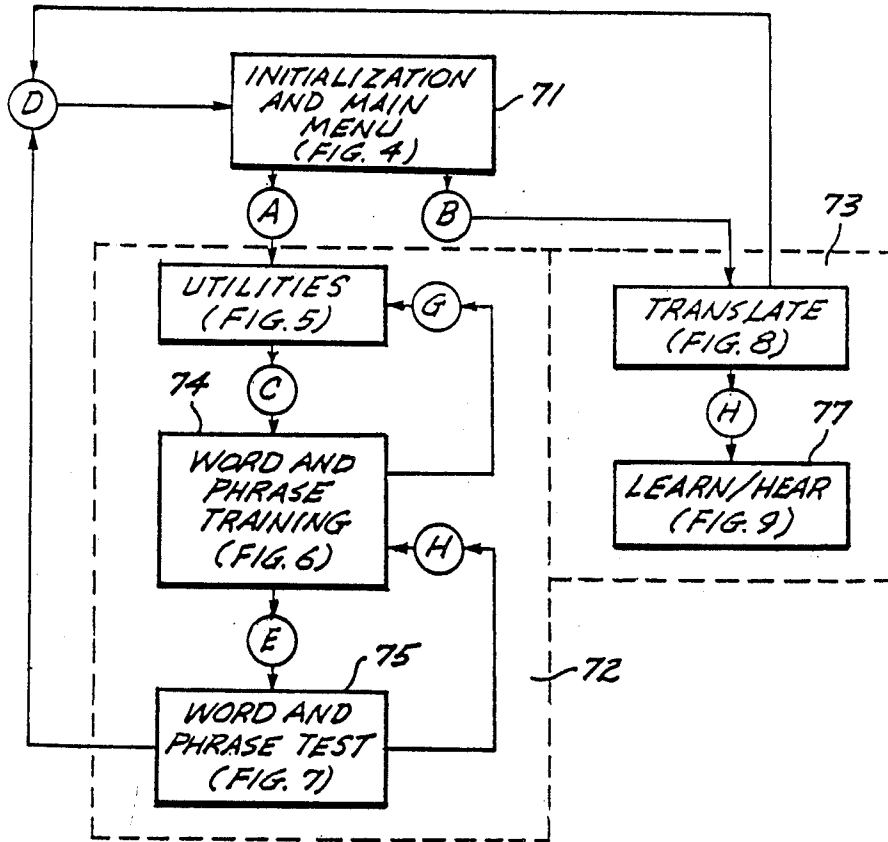 INITIALIZATION
AND MAIN
MENU
(FIG. 4)
71
D
A
B
73
UTILITIES
(FIG. 5)
G
TRANSLATE
(FIG. 8)
C
H
74
77
WORD AND
PHRASE
TRAINING
(FIG. 6)
LEARN/HEAR
(FIG. 9)
H
E
75
72
WORD AND
PHRASE TEST
(FIG. 7)